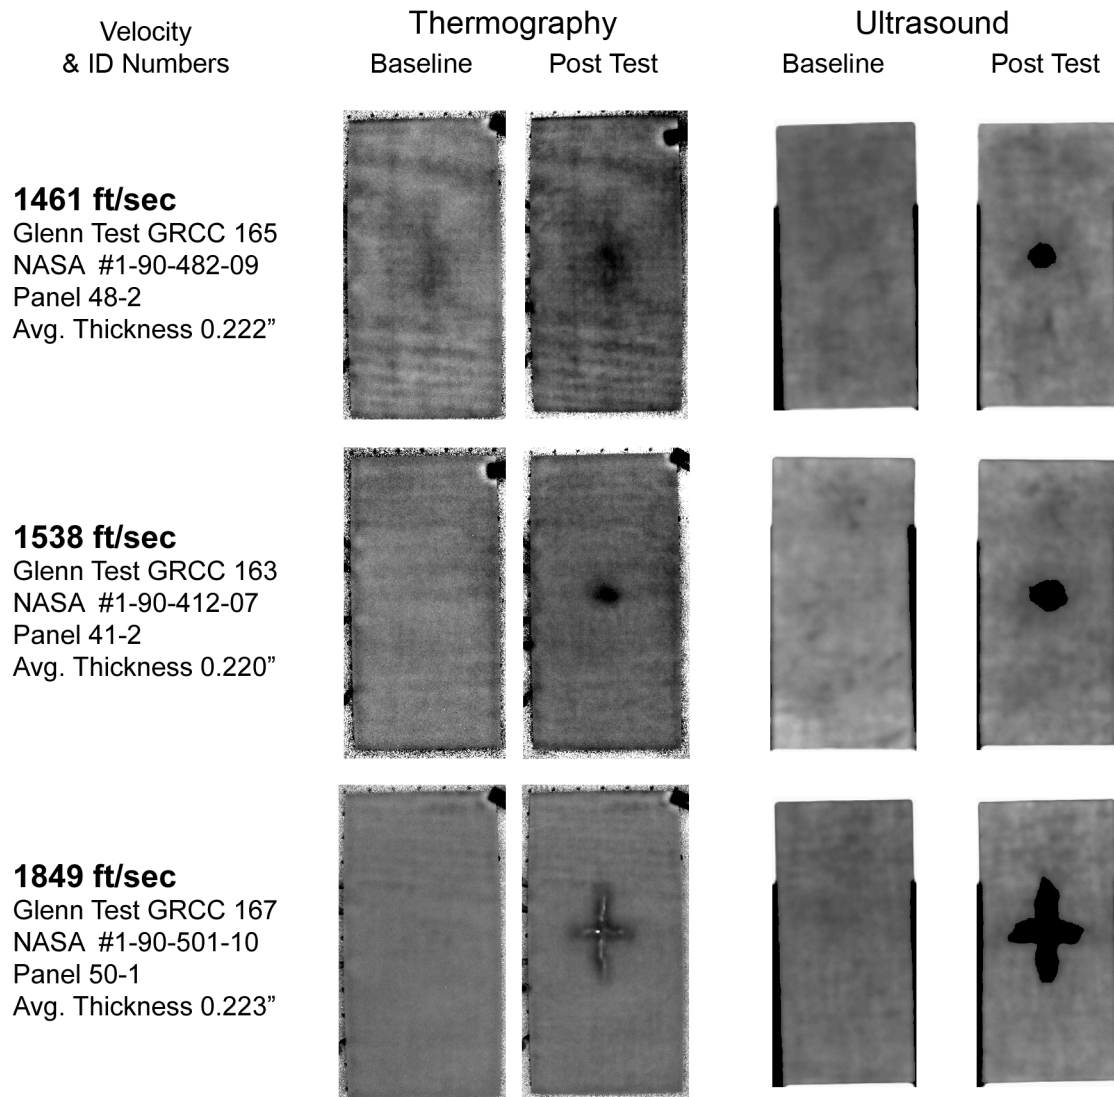 Velocity
& ID Numbers
Thermography
Ultrasound
Baseline
Post Test
Baseline
Post Test
1461 ft/sec
Glenn Test GRCC 165
NASA #1-90-482-09
Panel 48-2
Avg. Thickness 0.222”
1538 ft/sec
Glenn Test GRCC 163
NASA #1-90-412-07
Panel 41-2
Avg. Thickness 0.220”
1849 ft/sec
Glenn Test GRCC 167
NASA #1-90-501-10
Panel 50-1
Avg. Thickness 0.223”